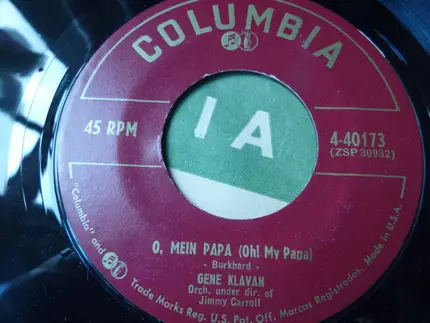 COLUMBIA
1 A
45 RPM
4-40173
(ZSP 30932)
O, MEIN PAPA (Oh! My Papa)
- Burkhard -
GENE KLAVAN
Orch. under dir. of
Jimmy Carroll
"Columbia" and Trade Marks Reg. U.S. Pat. Off. Marcas Registradas. Made in U.S.A.